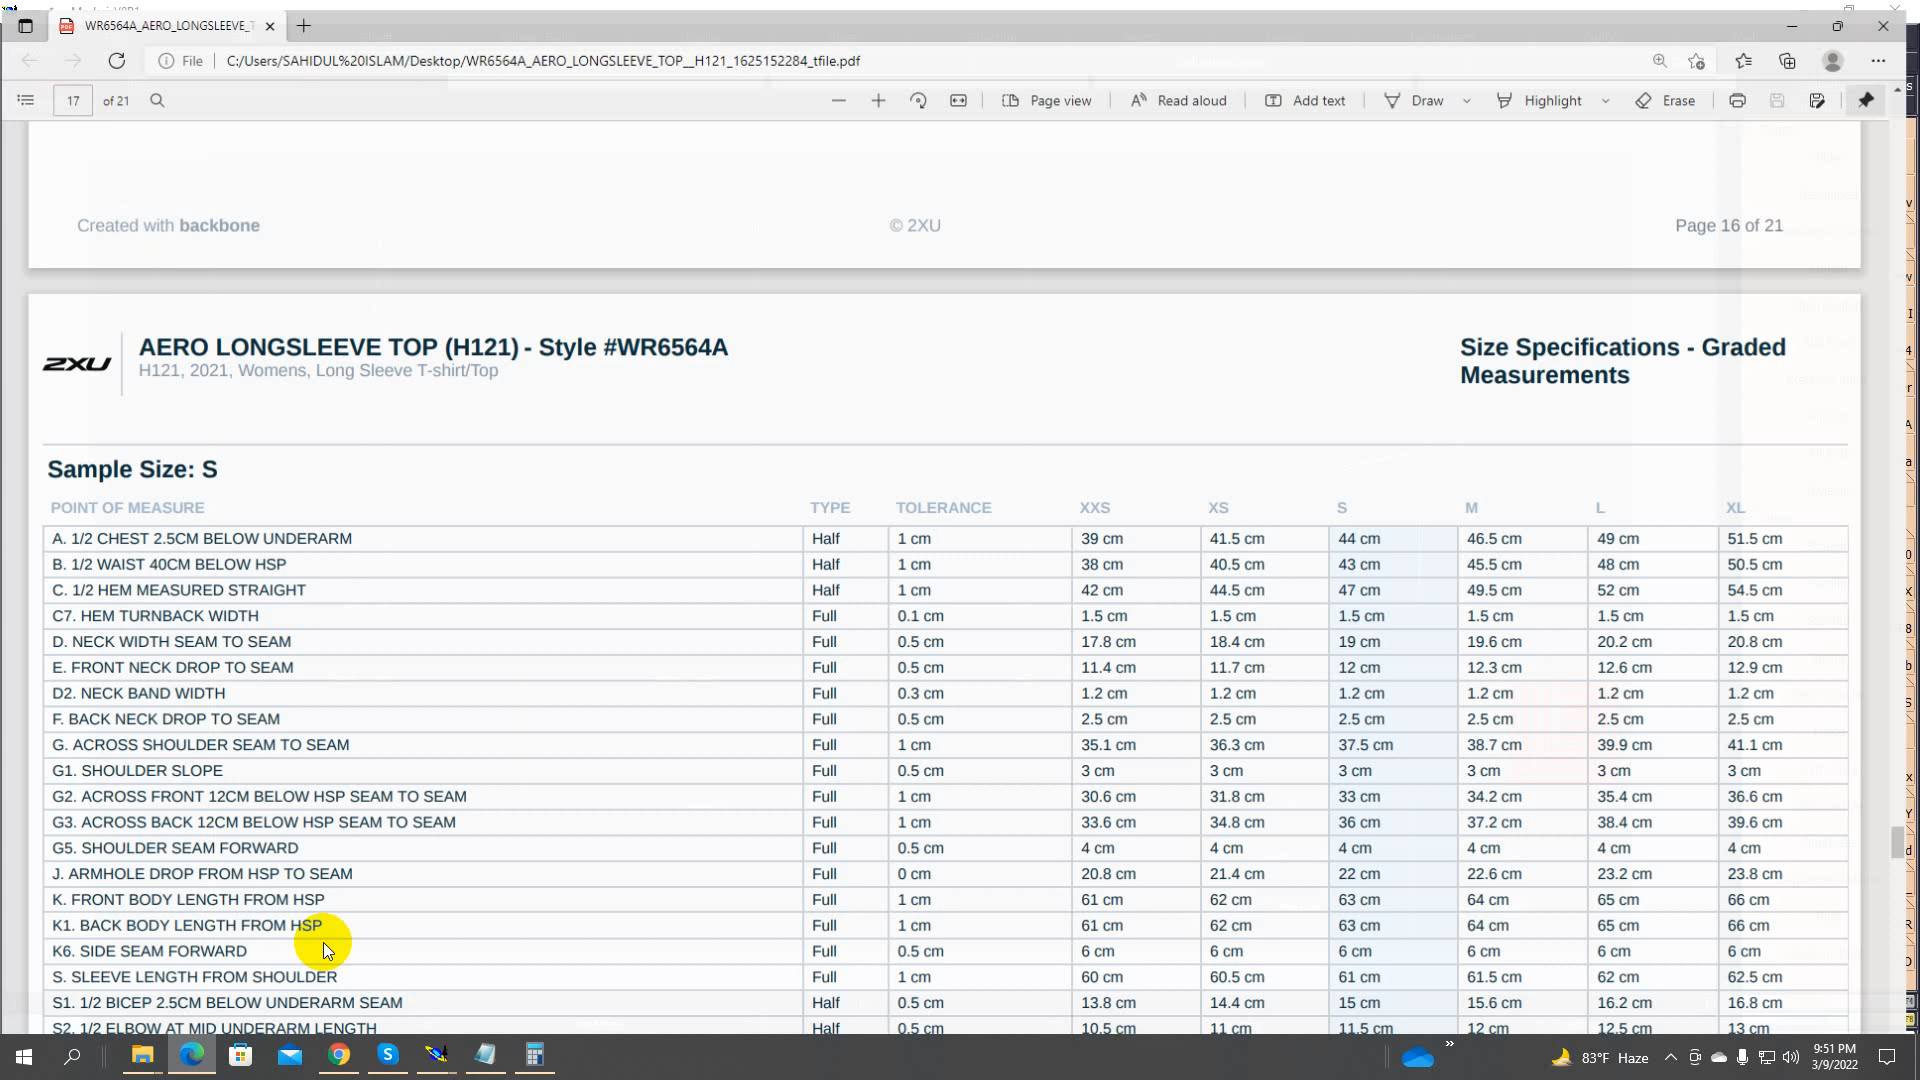 WR6564A_AERO_LONGSLEEVE_T
File
C:/Users/SAHIDUL%20ISLAM/Desktop/WR6564A_AERO_LONGSLEEVE_TOP__H121_1625152284_tfile.pdf
17 of 21
Page view
Read aloud
Add text
Draw
Highlight
Erase
Created with backbone
© 2XU
Page 16 of 21
2XU
AERO LONGSLEEVE TOP (H121) - Style #WR6564A
H121, 2021, Womens, Long Sleeve T-shirt/Top
Size Specifications - Graded
Measurements
Sample Size: S
POINT OF MEASURE TYPE TOLERANCE XXS XS S M L XL
A. 1/2 CHEST 2.5CM BELOW UNDERARM Half 1 cm 39 cm 41.5 cm 44 cm 46.5 cm 49 cm 51.5 cm
B. 1/2 WAIST 40CM BELOW HSP Half 1 cm 38 cm 40.5 cm 43 cm 45.5 cm 48 cm 50.5 cm
C. 1/2 HEM MEASURED STRAIGHT Half 1 cm 42 cm 44.5 cm 47 cm 49.5 cm 52 cm 54.5 cm
C7. HEM TURNBACK WIDTH Full 0.1 cm 1.5 cm 1.5 cm 1.5 cm 1.5 cm 1.5 cm 1.5 cm
D. NECK WIDTH SEAM TO SEAM Full 0.5 cm 17.8 cm 18.4 cm 19 cm 19.6 cm 20.2 cm 20.8 cm
E. FRONT NECK DROP TO SEAM Full 0.5 cm 11.4 cm 11.7 cm 12 cm 12.3 cm 12.6 cm 12.9 cm
D2. NECK BAND WIDTH Full 0.3 cm 1.2 cm 1.2 cm 1.2 cm 1.2 cm 1.2 cm 1.2 cm
F. BACK NECK DROP TO SEAM Full 0.5 cm 2.5 cm 2.5 cm 2.5 cm 2.5 cm 2.5 cm 2.5 cm
G. ACROSS SHOULDER SEAM TO SEAM Full 1 cm 35.1 cm 36.3 cm 37.5 cm 38.7 cm 39.9 cm 41.1 cm
G1. SHOULDER SLOPE Full 0.5 cm 3 cm 3 cm 3 cm 3 cm 3 cm 3 cm
G2. ACROSS FRONT 12CM BELOW HSP SEAM TO SEAM Full 1 cm 30.6 cm 31.8 cm 33 cm 34.2 cm 35.4 cm 36.6 cm
G3. ACROSS BACK 12CM BELOW HSP SEAM TO SEAM Full 1 cm 33.6 cm 34.8 cm 36 cm 37.2 cm 38.4 cm 39.6 cm
G5. SHOULDER SEAM FORWARD Full 0.5 cm 4 cm 4 cm 4 cm 4 cm 4 cm 4 cm
J. ARMHOLE DROP FROM HSP TO SEAM Full 0 cm 20.8 cm 21.4 cm 22 cm 22.6 cm 23.2 cm 23.8 cm
K. FRONT BODY LENGTH FROM HSP Full 1 cm 61 cm 62 cm 63 cm 64 cm 65 cm 66 cm
K1. BACK BODY LENGTH FROM HSP Full 1 cm 61 cm 62 cm 63 cm 64 cm 65 cm 66 cm
K6. SIDE SEAM FORWARD Full 0.5 cm 6 cm 6 cm 6 cm 6 cm 6 cm 6 cm
S. SLEEVE LENGTH FROM SHOULDER Full 1 cm 60 cm 60.5 cm 61 cm 61.5 cm 62 cm 62.5 cm
S1. 1/2 BICEP 2.5CM BELOW UNDERARM SEAM Half 0.5 cm 13.8 cm 14.4 cm 15 cm 15.6 cm 16.2 cm 16.8 cm
S2. 1/2 ELBOW AT MID UNDERARM LENGTH Half 0.5 cm 10.5 cm 11 cm 11.5 cm 12 cm 12.5 cm 13 cm
83°F Haze
9:51 PM
3/9/2022